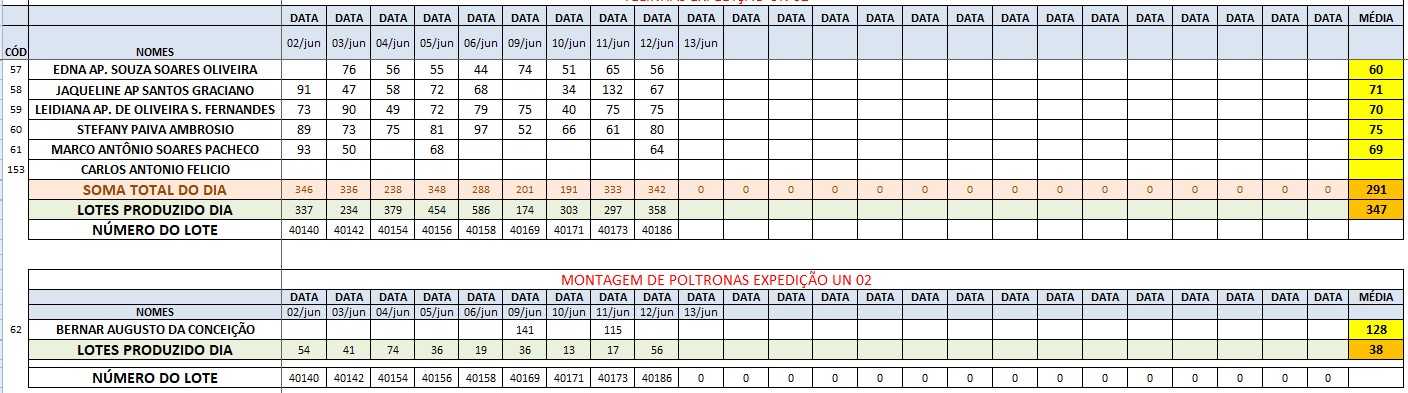 DATA DATA DATA DATA DATA DATA DATA DATA DATA DATA DATA DATA DATA DATA DATA DATA DATA DATA DATA DATA DATA DATA DATA DATA MÉDIA
CÓD NOMES 02/jun 03/jun 04/jun 05/jun 06/jun 09/jun 10/jun 11/jun 12/jun 13/jun
57 EDNA AP. SOUZA SOARES OLIVEIRA 76 56 55 44 74 51 65 56 60
58 JAQUELINE AP SANTOS GRACIANO 91 47 58 72 68 34 132 67 71
59 LEIDIANA AP. DE OLIVEIRA S. FERNANDES 73 90 49 72 79 75 40 75 75 70
60 STEFANY PAIVA AMBROSIO 89 73 75 81 97 52 66 61 80 75
61 MARCO ANTÔNIO SOARES PACHECO 93 50 68 64 69
153 CARLOS ANTONIO FELICIO
SOMA TOTAL DO DIA 346 336 238 348 288 201 191 333 342 0 0 0 0 0 0 0 0 0 0 0 0 0 0 0 291
LOTES PRODUZIDO DIA 337 234 379 454 586 174 303 297 358 347
NÚMERO DO LOTE 40140 40142 40154 40156 40158 40169 40171 40173 40186
MONTAGEM DE POLTRONAS EXPEDIÇÃO UN 02
DATA DATA DATA DATA DATA DATA DATA DATA DATA DATA DATA DATA DATA DATA DATA DATA DATA DATA DATA DATA DATA DATA DATA DATA MÉDIA
NOMES 02/jun 03/jun 04/jun 05/jun 06/jun 09/jun 10/jun 11/jun 12/jun 13/jun
62 BERNAR AUGUSTO DA CONCEIÇÃO 141 115 128
LOTES PRODUZIDO DIA 54 41 74 36 19 36 13 17 56 38
NÚMERO DO LOTE 40140 40142 40154 40156 40158 40169 40171 40173 40186 0 0 0 0 0 0 0 0 0 0 0 0 0 0 0